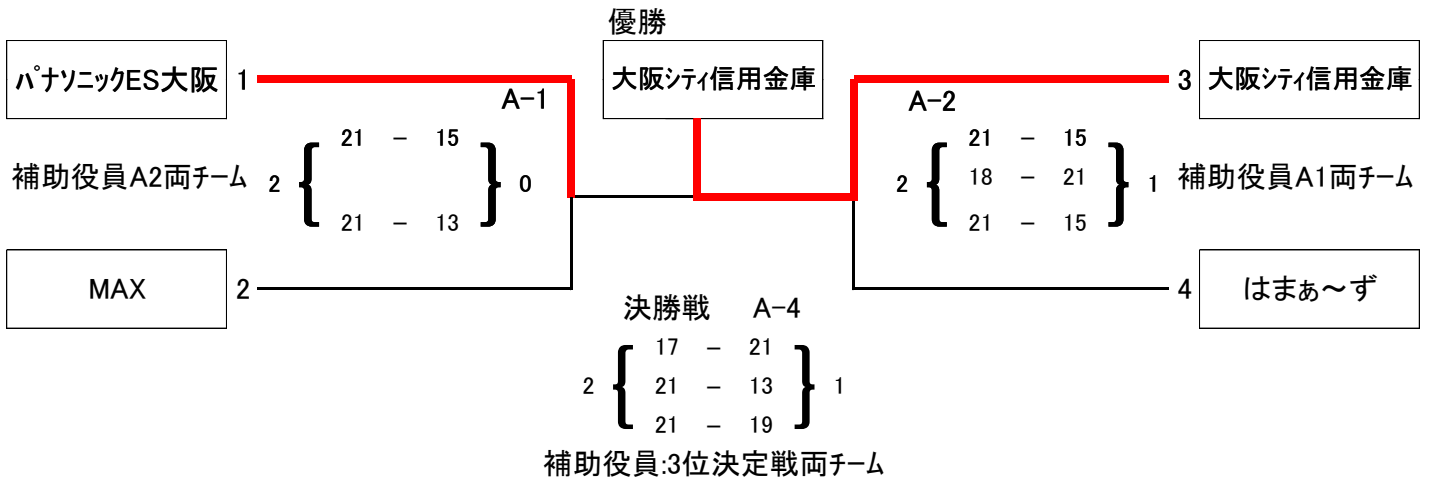 優勝
パナソニックES大阪 1
大阪シティ信用金庫
3 大阪シティ信用金庫
A-1
A-2
21 - 15
補助役員A2両チーム 2 { } 0
21 - 13
21 - 15
2 { 18 - 21 } 1 補助役員A1両チーム
21 - 15
MAX 2
4 はまぁ～ず
決勝戦 A-4
17 - 21
2 { 21 - 13 } 1
21 - 19
補助役員:3位決定戦両チーム